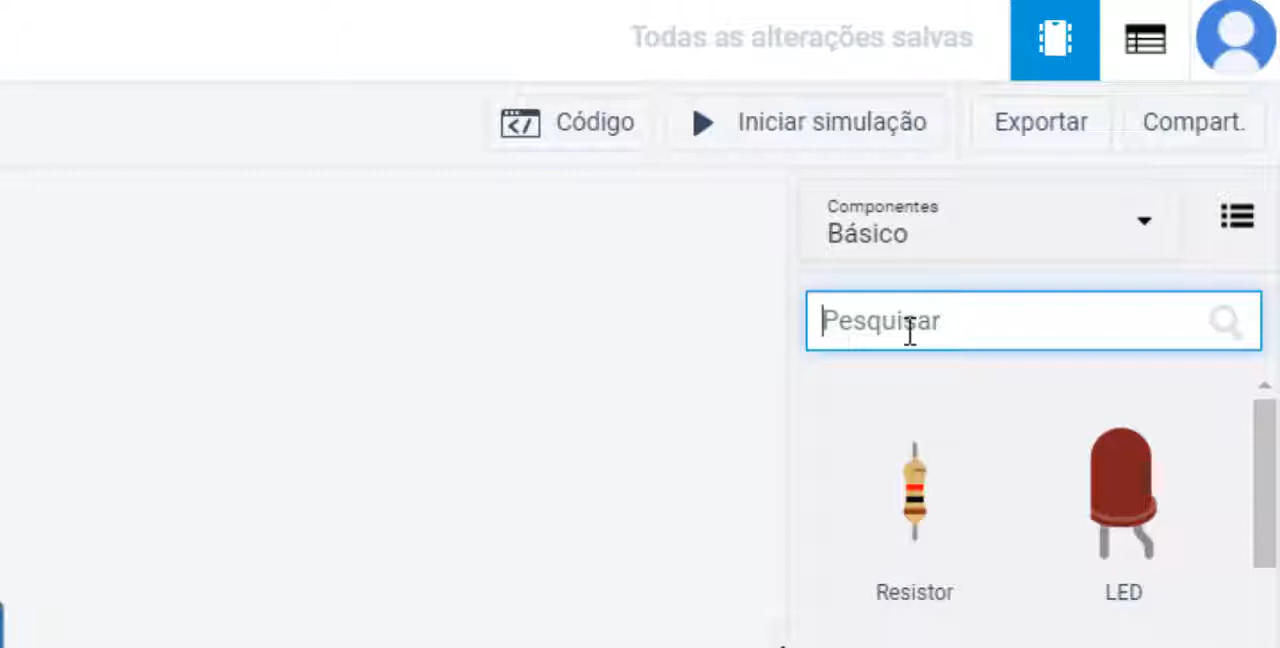 Todas as alterações salvas
Código
Iniciar simulação
Exportar
Compart.
Componentes
Básico
Pesquisar
Resistor
LED